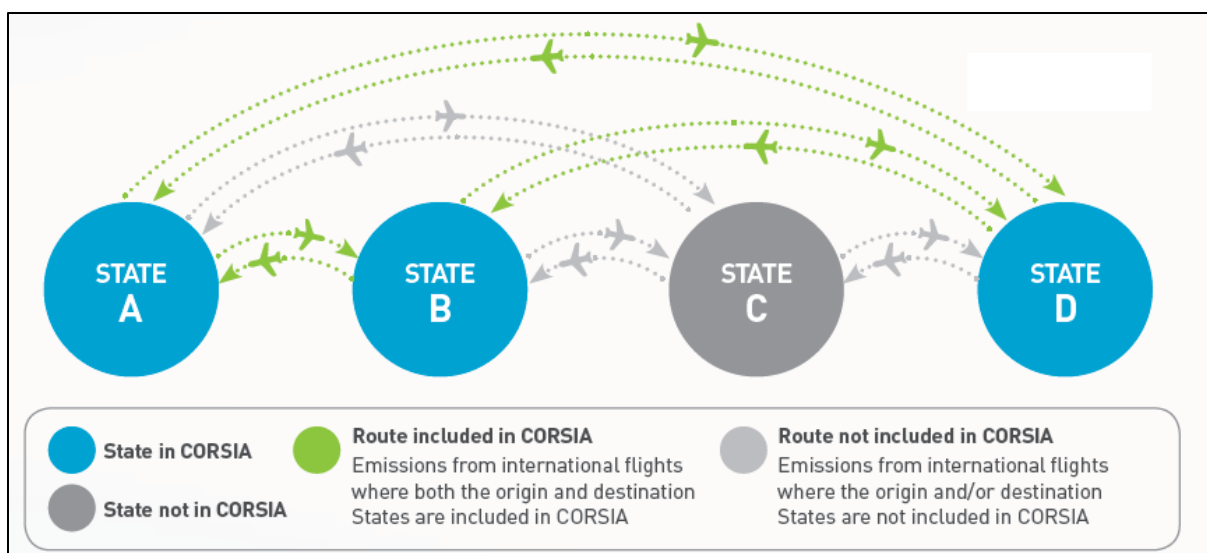 STATE
A
STATE
B
STATE
C
STATE
D
State in CORSIA
State not in CORSIA
Route included in CORSIA
Emissions from international flights
where both the origin and destination
States are included in CORSIA
Route not included in CORSIA
Emissions from international flights
where the origin and/or destination
States are not included in CORSIA